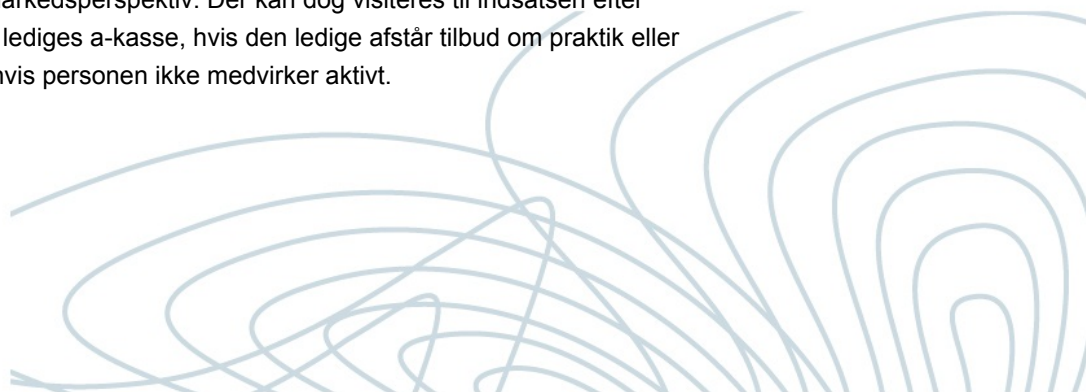 arkedsperspektiv. Der kan dog visiteres til indsatsen efter
lediges a-kasse, hvis den ledige afstår tilbud om praktik eller
vis personen ikke medvirker aktivt.